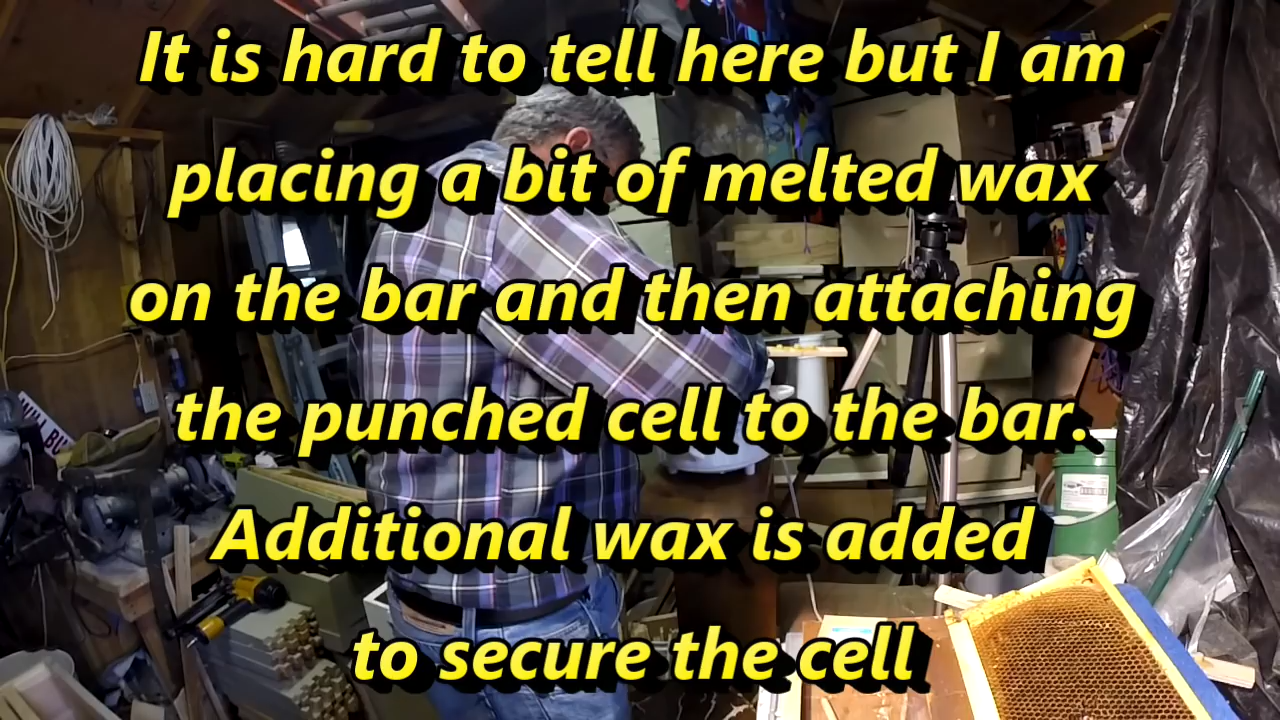 It is hard to tell here but I am
placing a bit of melted wax
on the bar and then attaching
the punched cell to the bar.
Additional wax is added
to secure the cell